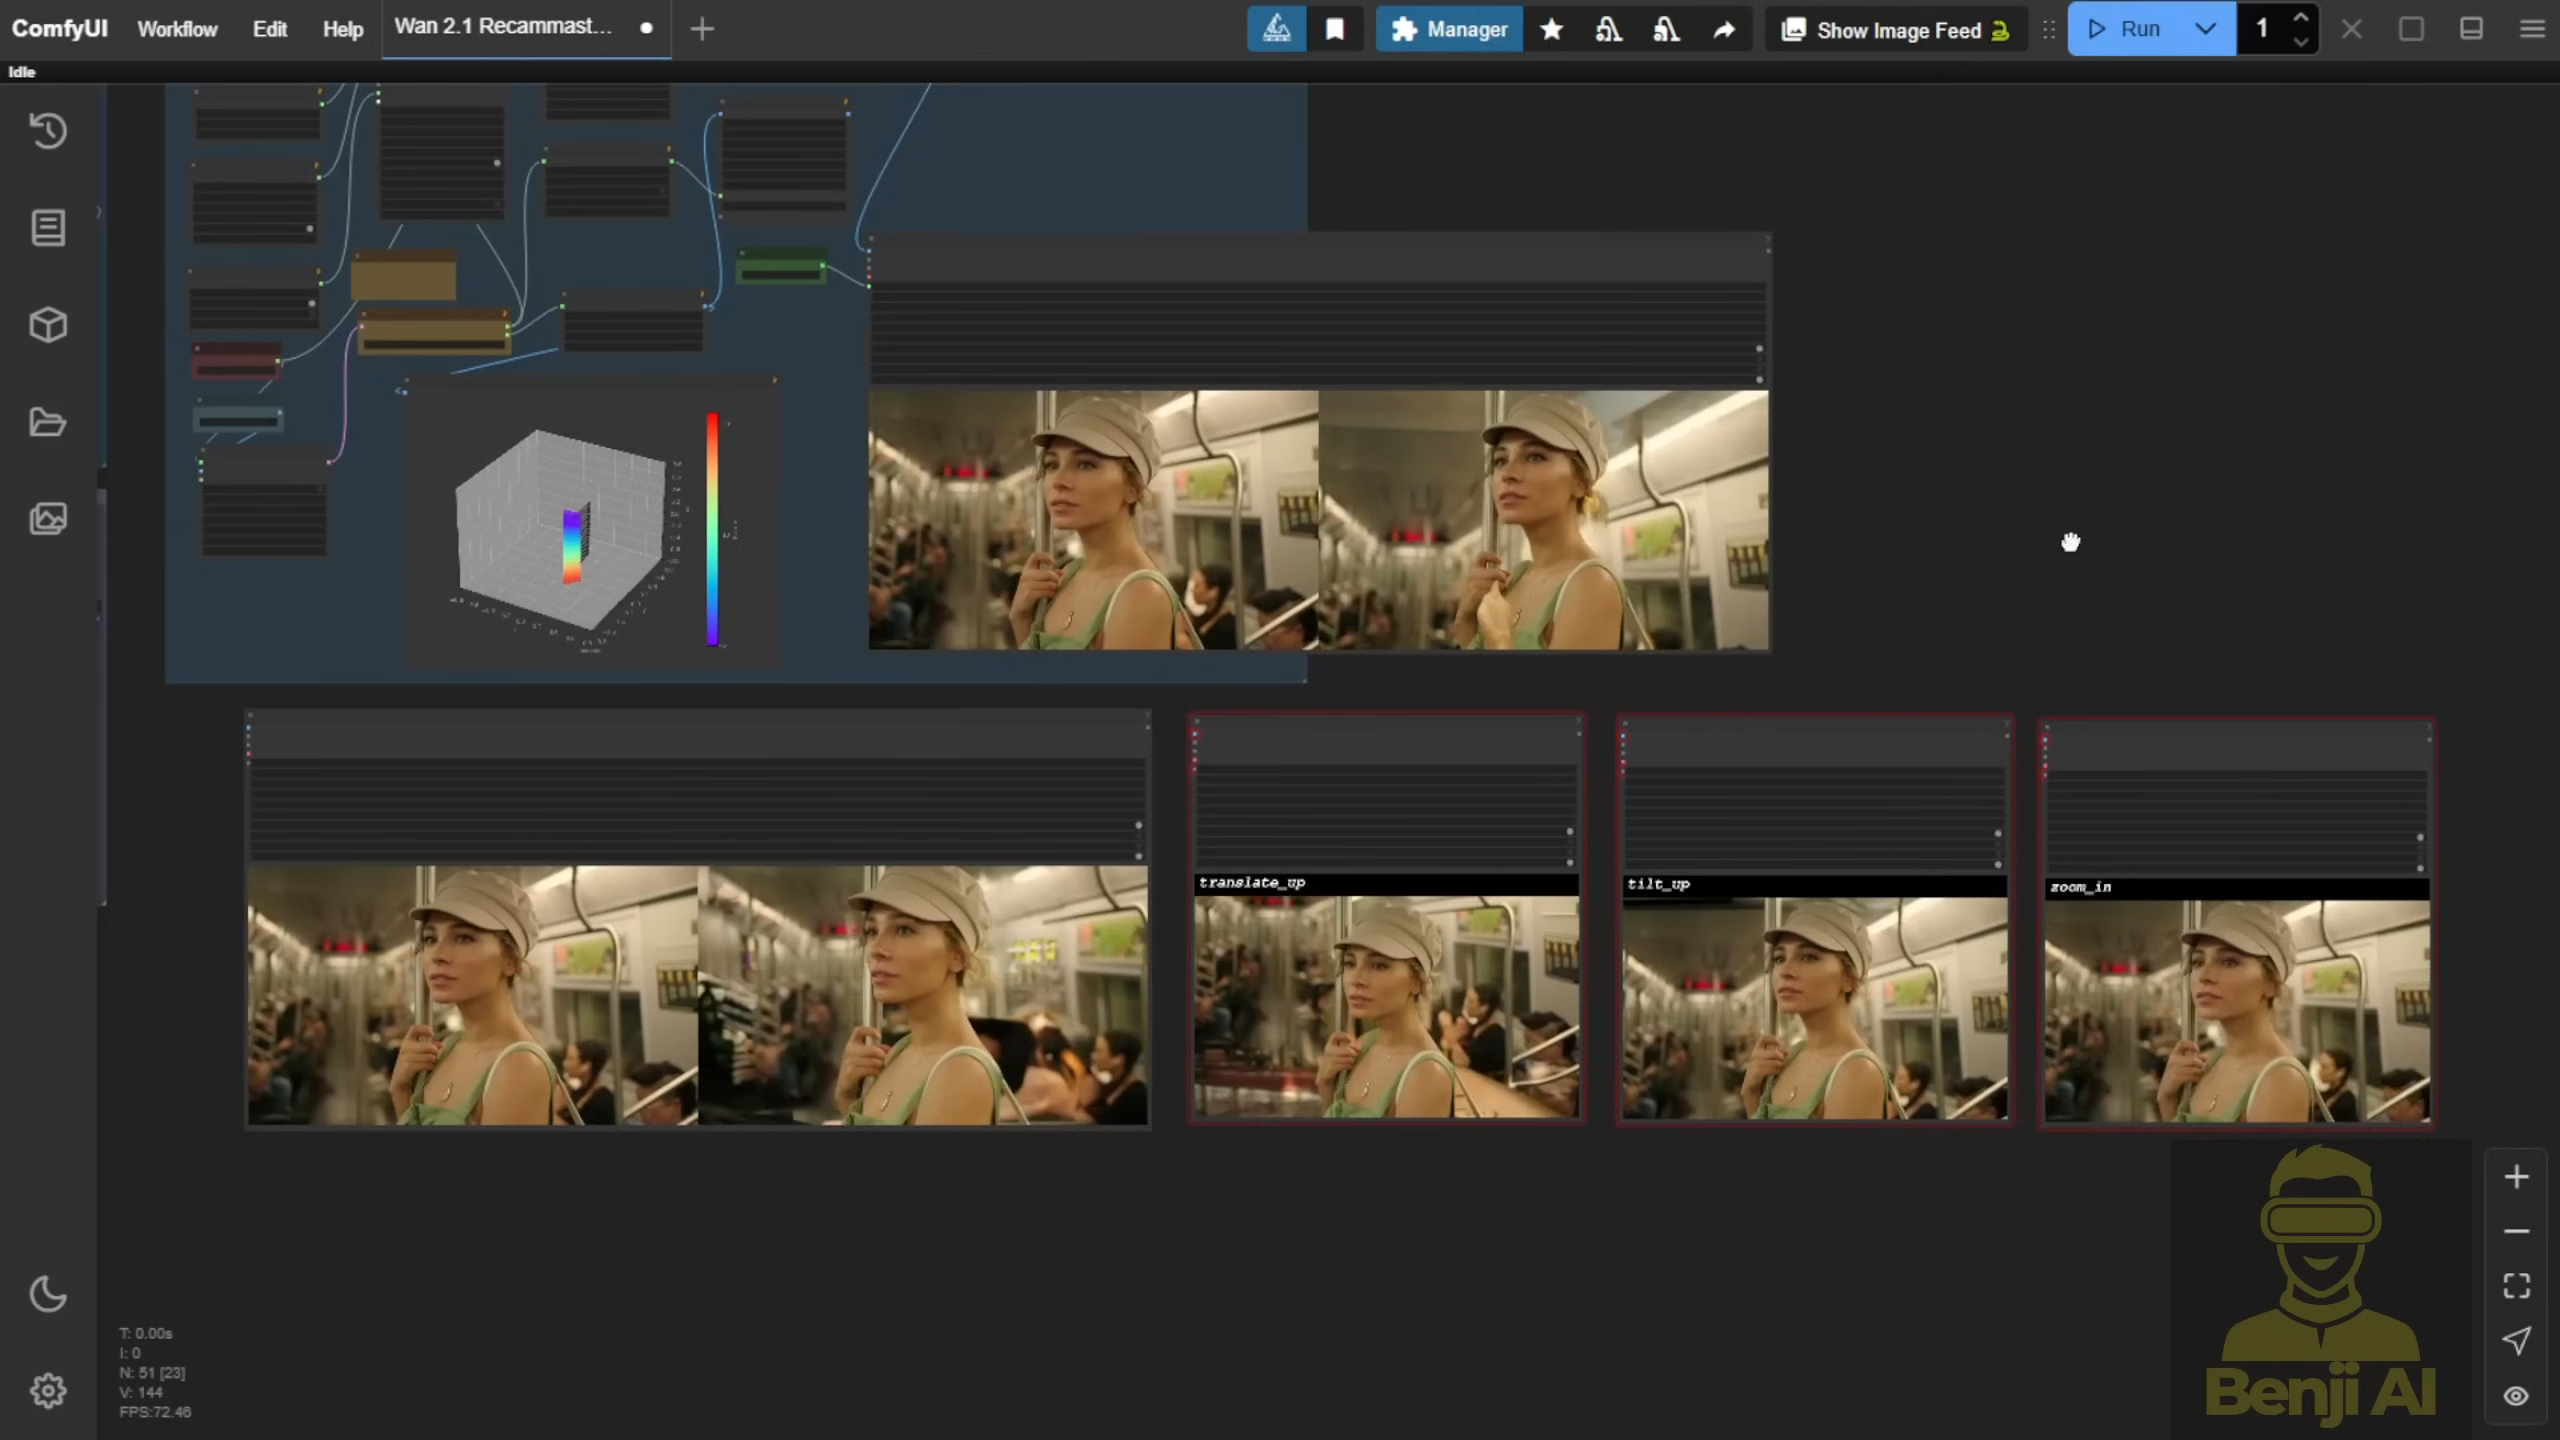 ComfyUI Workflow Edit Help Wan 2.1 Recammast... Manager Show Image Feed Run 1
Idle
translate_up
tilt_up
zoom_in
T: 0.00s
I: 0
N: 51 [23]
V: 144
FPS:72.46
Benji AI